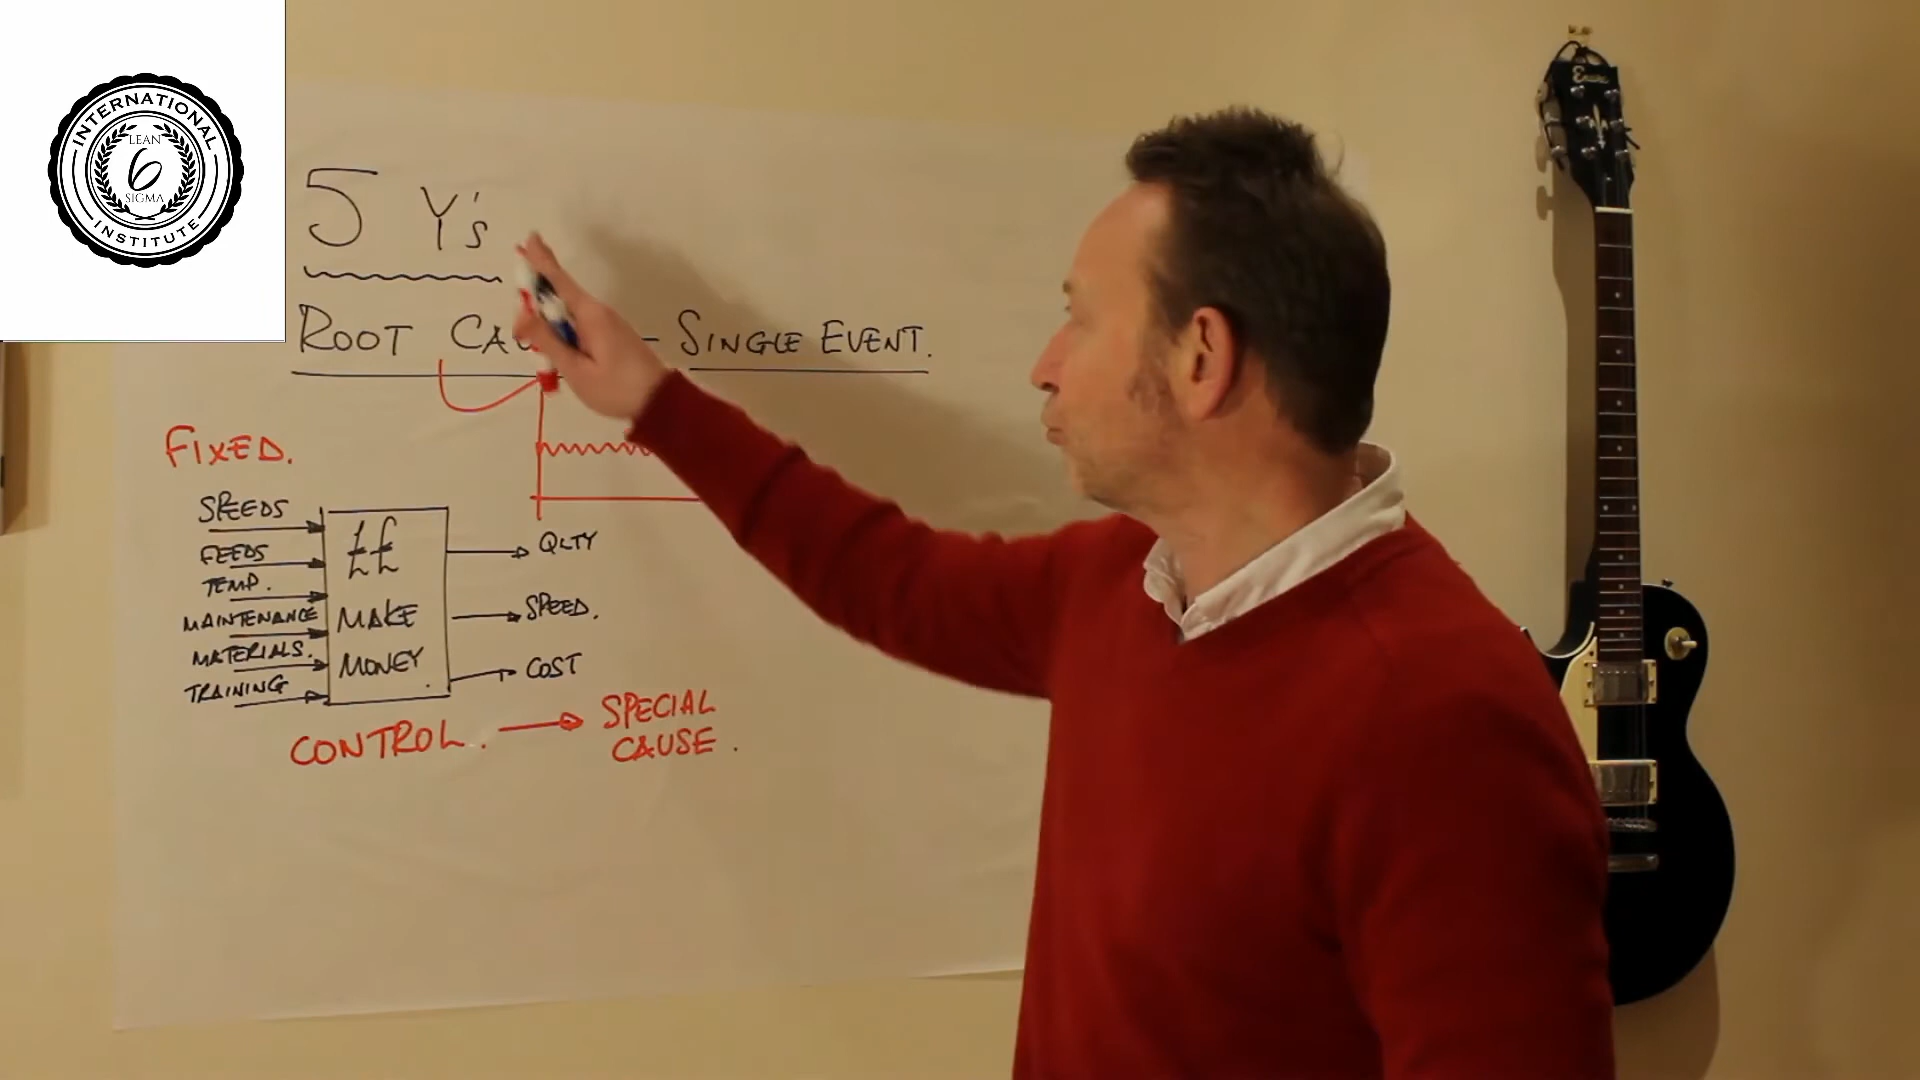 INTERNATIONAL
LEAN
6
SIGMA
INSTITUTE
5 Y's
ROOT — SINGLE EVENT.
FIXED.
SPEEDS
FEEDS
TEMP.
MAINTENANCE
MATERIALS.
TRAINING
££
MAKE
MONEY.
QLTY
SPEED.
COST
CONTROL. → SPECIAL
CAUSE.